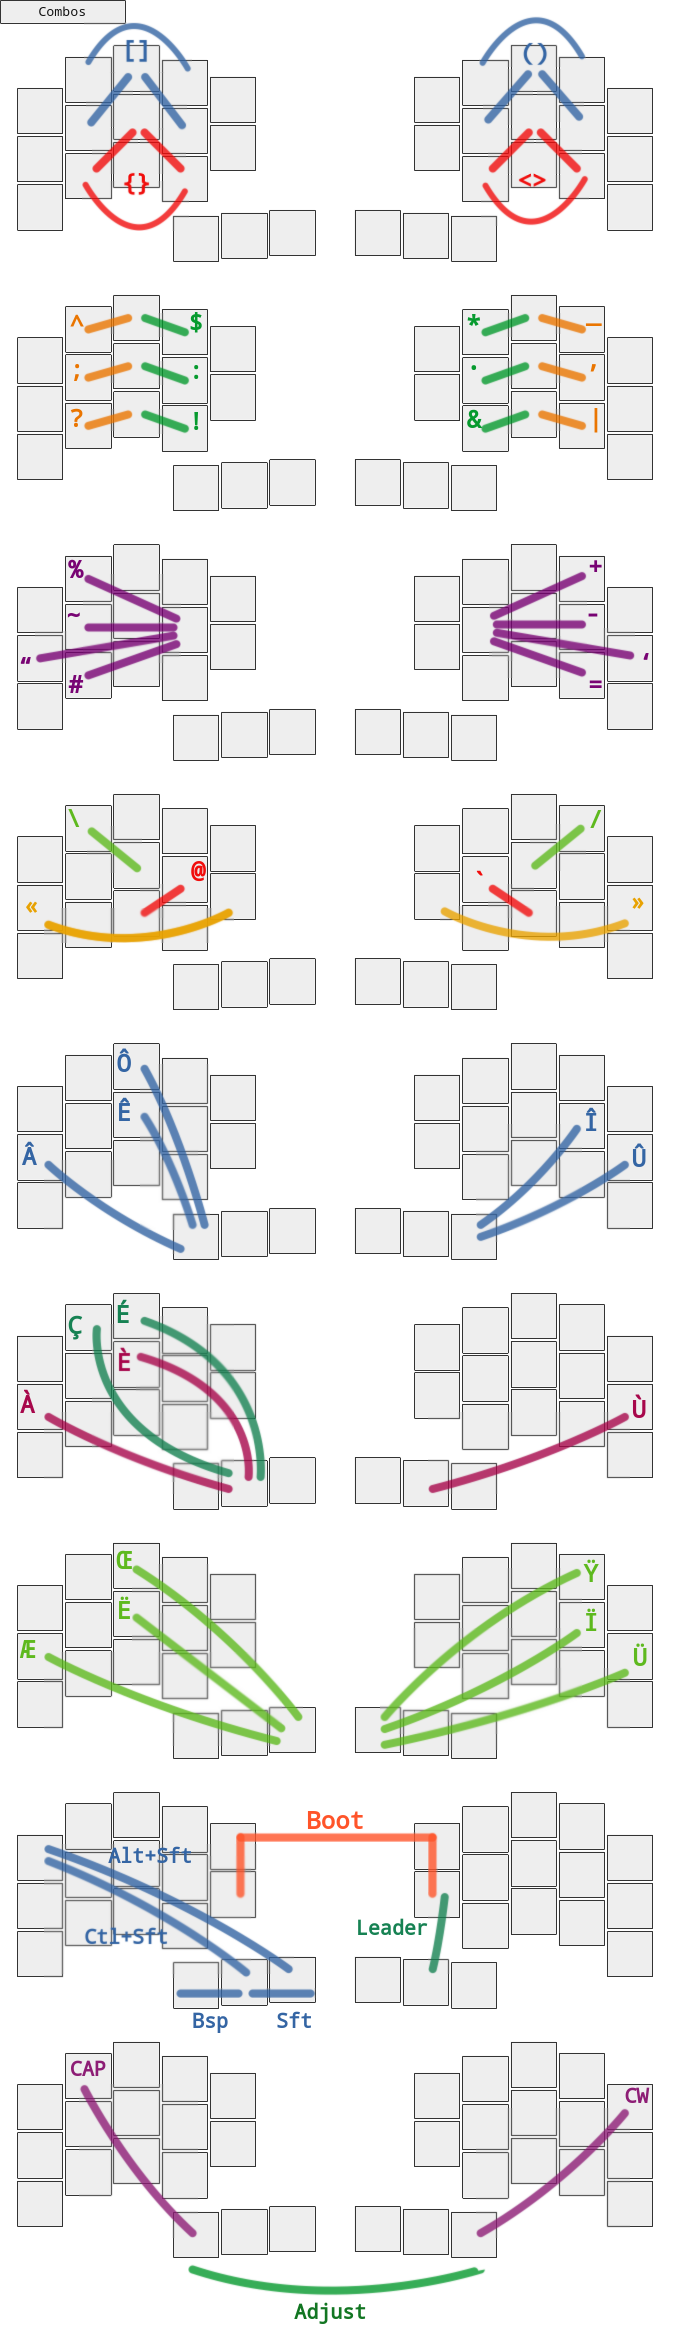 Combos
[] ()
{} <>
^ $ * —
; : · ’
? ! & |
% +
~ -
“ ‘
# =
\ /
@ `
« »
Ô
Ê Î
Â Û
Ç É
È
À Ù
Œ Ÿ
Ë Ï
Æ Ü
Boot
Alt+Sft
Leader
Ctl+Sft
Bsp Sft
CAP CW
Adjust